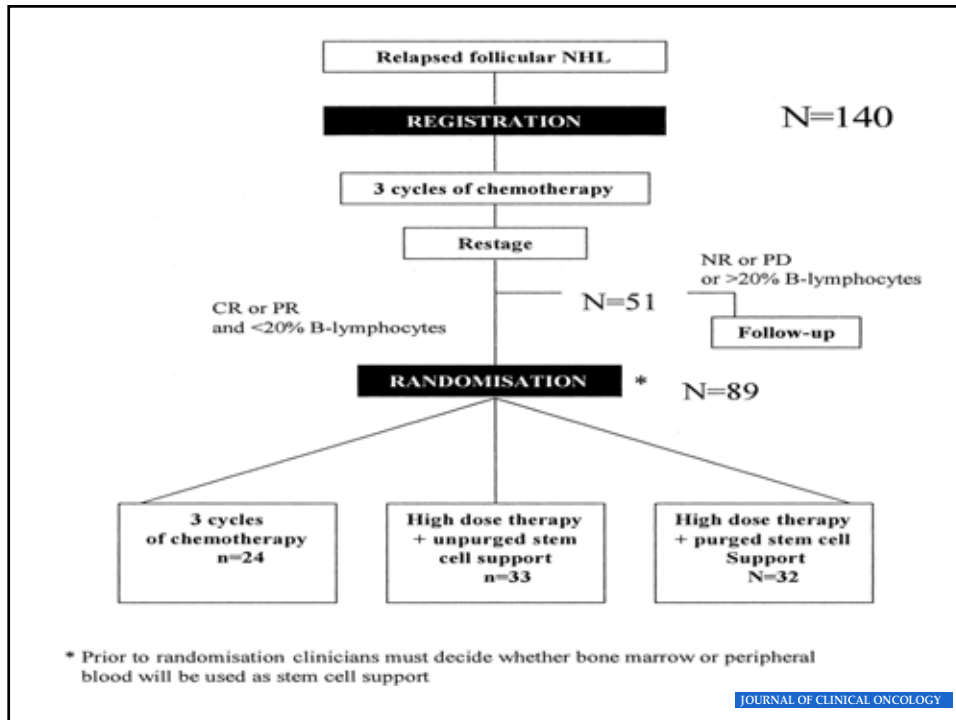 Relapsed follicular NHL
REGISTRATION
N=140
3 cycles of chemotherapy
Restage
NR or PD
or >20% B-lymphocytes
N=51
CR or PR
and <20% B-lymphocytes
Follow-up
RANDOMISATION *
N=89
3 cycles
of chemotherapy
n=24
High dose therapy
+ unpurged stem
cell support
n=33
High dose therapy
+ purged stem cell
Support
N=32
* Prior to randomisation clinicians must decide whether bone marrow or peripheral
blood will be used as stem cell support
JOURNAL OF CLINICAL ONCOLOGY